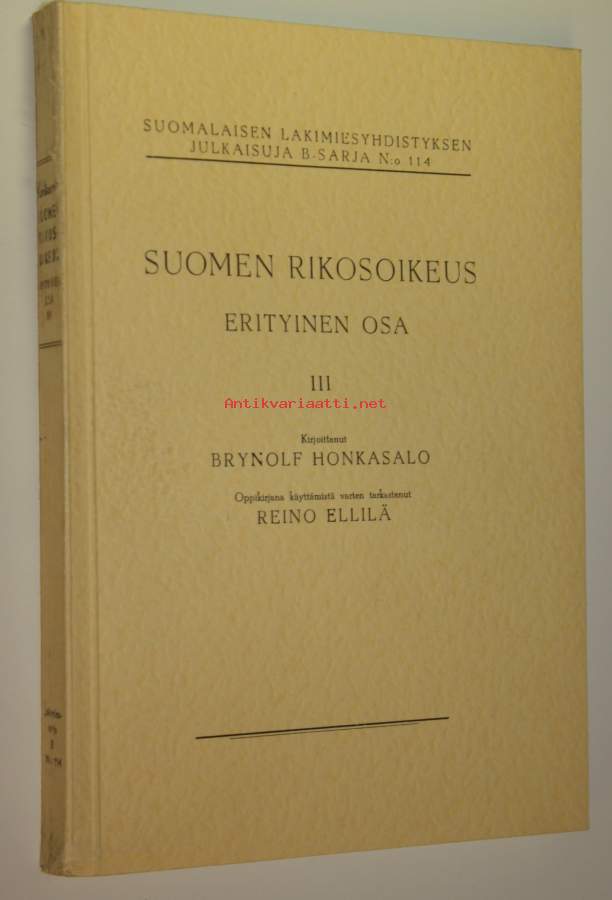 SUOMALAISEN LAKIMIESYHDISTYKSEN
JULKAISUJA B-SARJA N:o 114
SUOMEN RIKOSOIKEUS
ERITYINEN OSA
III
Antikvariaatti.net
Kirjoittanut
BRYNOLF HONKASALO
Oppikirjana käyttämistä varten tarkastanut
REINO ELLILÄ